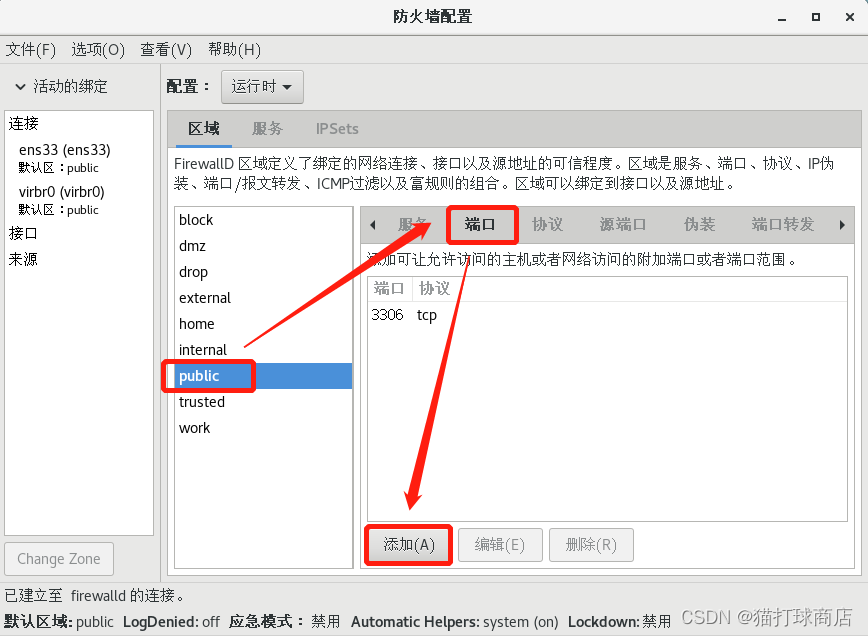 防火墙配置
文件(F) 选项(O) 查看(V) 帮助(H)
活动的绑定
配置： 运行时
连接
ens33 (ens33)
默认区：public
virbr0 (virbr0)
默认区：public
接口
来源
Change Zone
区域 服务 IPSets
FirewallD 区域定义了绑定的网络连接、接口以及源地址的可信程度。区域是服务、端口、协议、IP伪
装、端口/报文转发、ICMP过滤以及富规则的组合。区域可以绑定到接口以及源地址。
block
dmz
drop
external
home
internal
public
trusted
work
服务 端口 协议 源端口 伪装 端口转发
添加可让允许访问的主机或者网络访问的附加端口或者端口范围。
端口 协议
3306 tcp
添加(A) 编辑(E) 删除(R)
已建立至 firewalld 的连接。
默认区域: public LogDenied: off 应急模式： 禁用 Automatic Helpers: system (on) Lockdown: 禁用
CSDN @猫打球商店